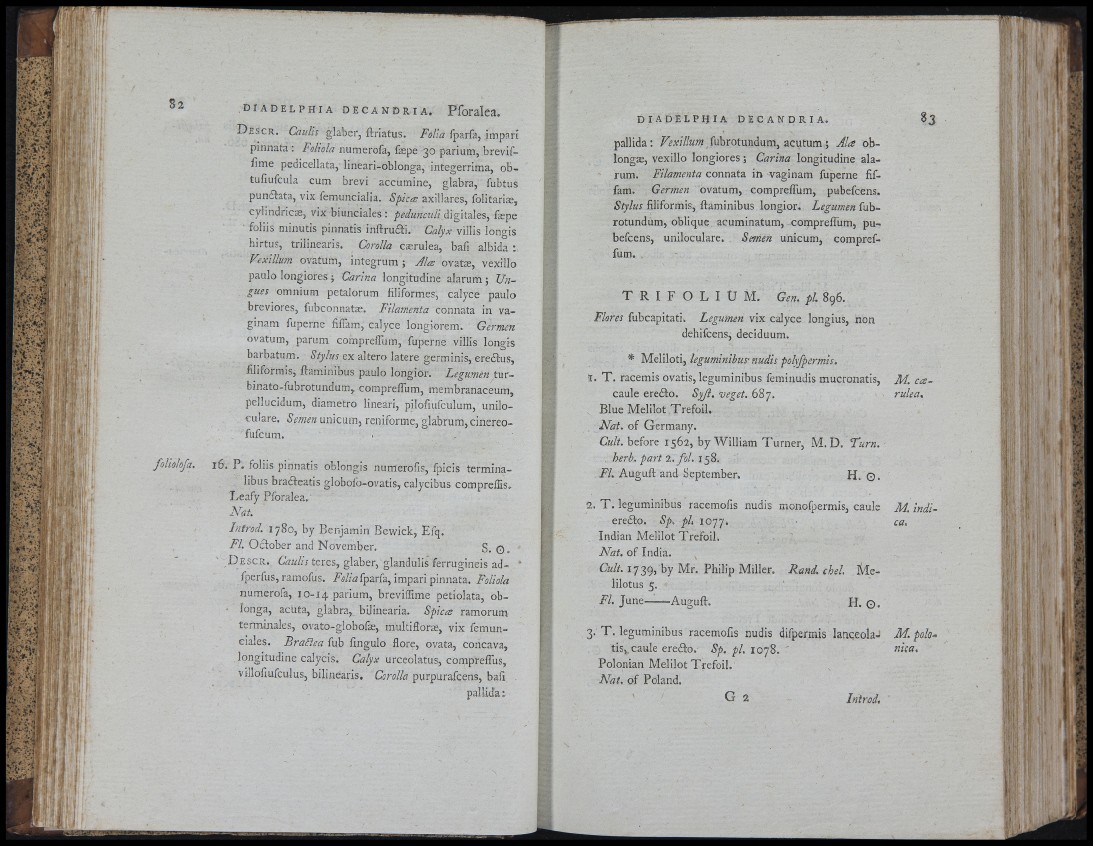 82 DIADELPHIA DECANDRIA. Pſoralea.
DESCR. Caulis glaber, ſtriatus. Folia ſparſa, impari
pinnata: Foliola numeroſa, ſæpe 30 parium, breviſ-
ſime pedicellata, lineari-oblonga, integerrima, ob-
tuſiuſcula cum brevi accumine, glabra, ſubtus
punctata, vix ſemuncialia. Spicæ axillares, ſolitariæ,
cylindricæ, vix biunciales: pedunculi digitales, ſæpe
foliis minutis pinnatis inſtructi. Calyx villis longis
hirtus, trilinearis. Corolla cærulea, baſi albida:
Vexillum ovatum, integrum; Alæ ovatæ, vexillo
paulo longiores; Carina longitudine alarum; Un-
gues omnium petalorum filiformes, calyce paulo
breviores, ſubconnatæ. Filamenta connata in va-
ginam ſuperne fiſſam, calyce longiorem. Germen
ovatum, parum compreſſum, ſuperne villis longis
barbatum. Stylus ex altero latere germinis, erectus,
filiformis, ſtaminibus paulo longior. Legumen tur-
binato-ſubrotundum, compreſſum, membranaceum,
pellucidum, diametro lineari, piloſiuſculum, unilo-
culare. Semen unicum, reniforme, glabrum, cinereo-
fuſcum.
folioloſa. 16. P. foliis pinnatis oblongis numeroſis, ſpicis termina-
libus bracteatis globoſo-ovatis, calycibus compreſſis.
Leafy Pſoralea.
Nat.
Introd. 1780, by Benjamin Bewick, Eſq.
Fl. October and November. S. ☉.
DESCR. Caulis teres, glaber, glandulis ferrugineis ad-
ſperſus, ramoſus. Folia ſparſa, impari pinnata. Foliola
numeroſa, 10-14 parium, breviſſime petiolata, ob-
longa, acuta, glabra, bilinearia. Spicæ ramorum
terminales, ovato-globoſæ, multifloræ, vix ſemun-
ciales. Bractea ſub ſingulo flore, ovata, concava,
longitudine calycis. Calyx urceolatus, compreſſus,
villoſiuſculus, bilinearis. Corolla purpuraſcens, baſi
pallida:
DIADELPHIA DECANDRIA. 83
pallida: Vexillum ſubrotundum, acutum; Alæ ob-
longæ, vexillo longiores; Carina longitudine ala-
rum. Filamenta connata in vaginam ſuperne fiſ-
ſam. Germen ovatum, compreſſum, pubeſcens.
Stylus filiformis, ſtaminibus longior. Legumen ſub-
rotundum, oblique acuminatum, compreſſum, pu-
beſcens, uniloculare. Semen unicum, compreſ-
ſum.
TRIFOLIUM. Gen. pl. 896.
Flores ſubcapitati. Legumen vix calyce longius, non
dehiſcens, deciduum.
* Meliloti, leguminibus nudis polyſpermis.
1. T. racemis ovatis, leguminibus ſeminudis mucronatis, M. cæ-
caule erecto. Syſt. veget. 687. rulea.
Blue Melilot Trefoil.
Nat. of Germany.
Cult. before 1562, by William Turner, M. D. Turn.
herb. part 2. fol. 158.
Fl. Auguſt and September. H. ☉.
2. T. leguminibus racemoſis nudis monoſpermis, caule M. indi-
erecto. Sp. pl. 1077. ca.
Indian Melilot Trefoil.
Nat. of India.
Cult. 1739, by Mr. Philip Miller. Rand. chel. Me-
lilotus 5.
Fl. June——Auguſt. H. ☉.
3. T. leguminibus racemoſis nudis diſpermis lanceola- M. polo-
tis, caule erecto. Sp. pl. 1078. nica.
Polonian Melilot Trefoil.
Nat. of Poland.
G 2 Introd.